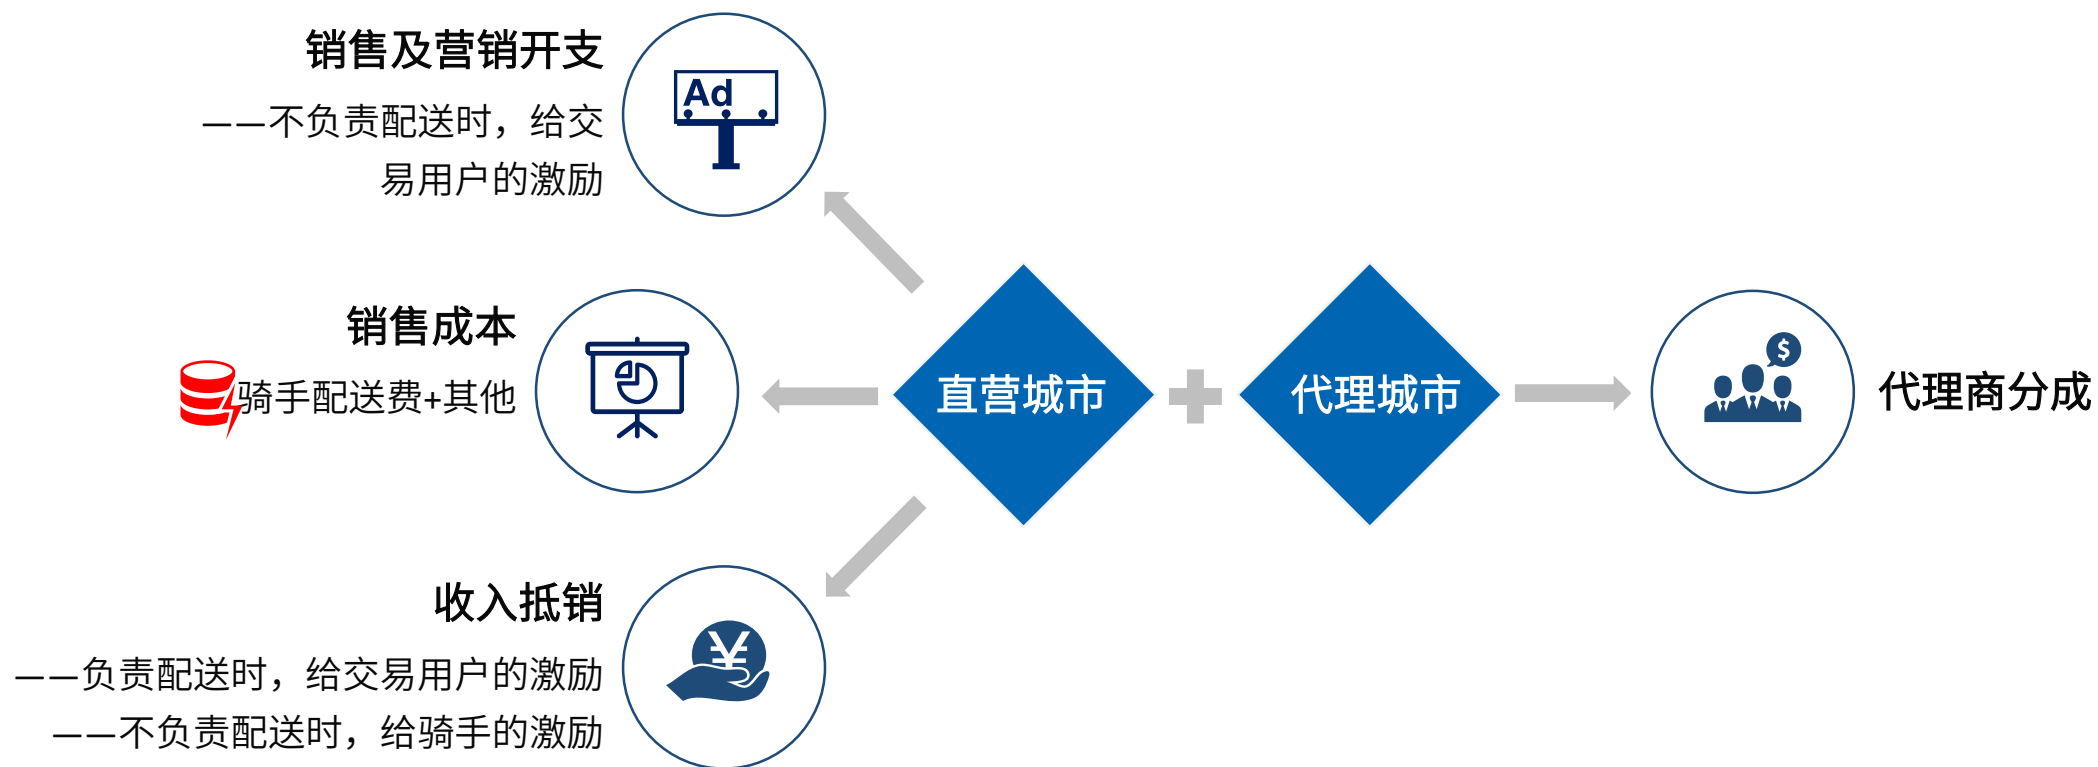 销售及营销开支
——不负责配送时，给交
易用户的激励
Ad
销售成本
骑手配送费+其他
直营城市
代理城市
$
代理商分成
收入抵销
——负责配送时，给交易用户的激励
——不负责配送时，给骑手的激励
¥